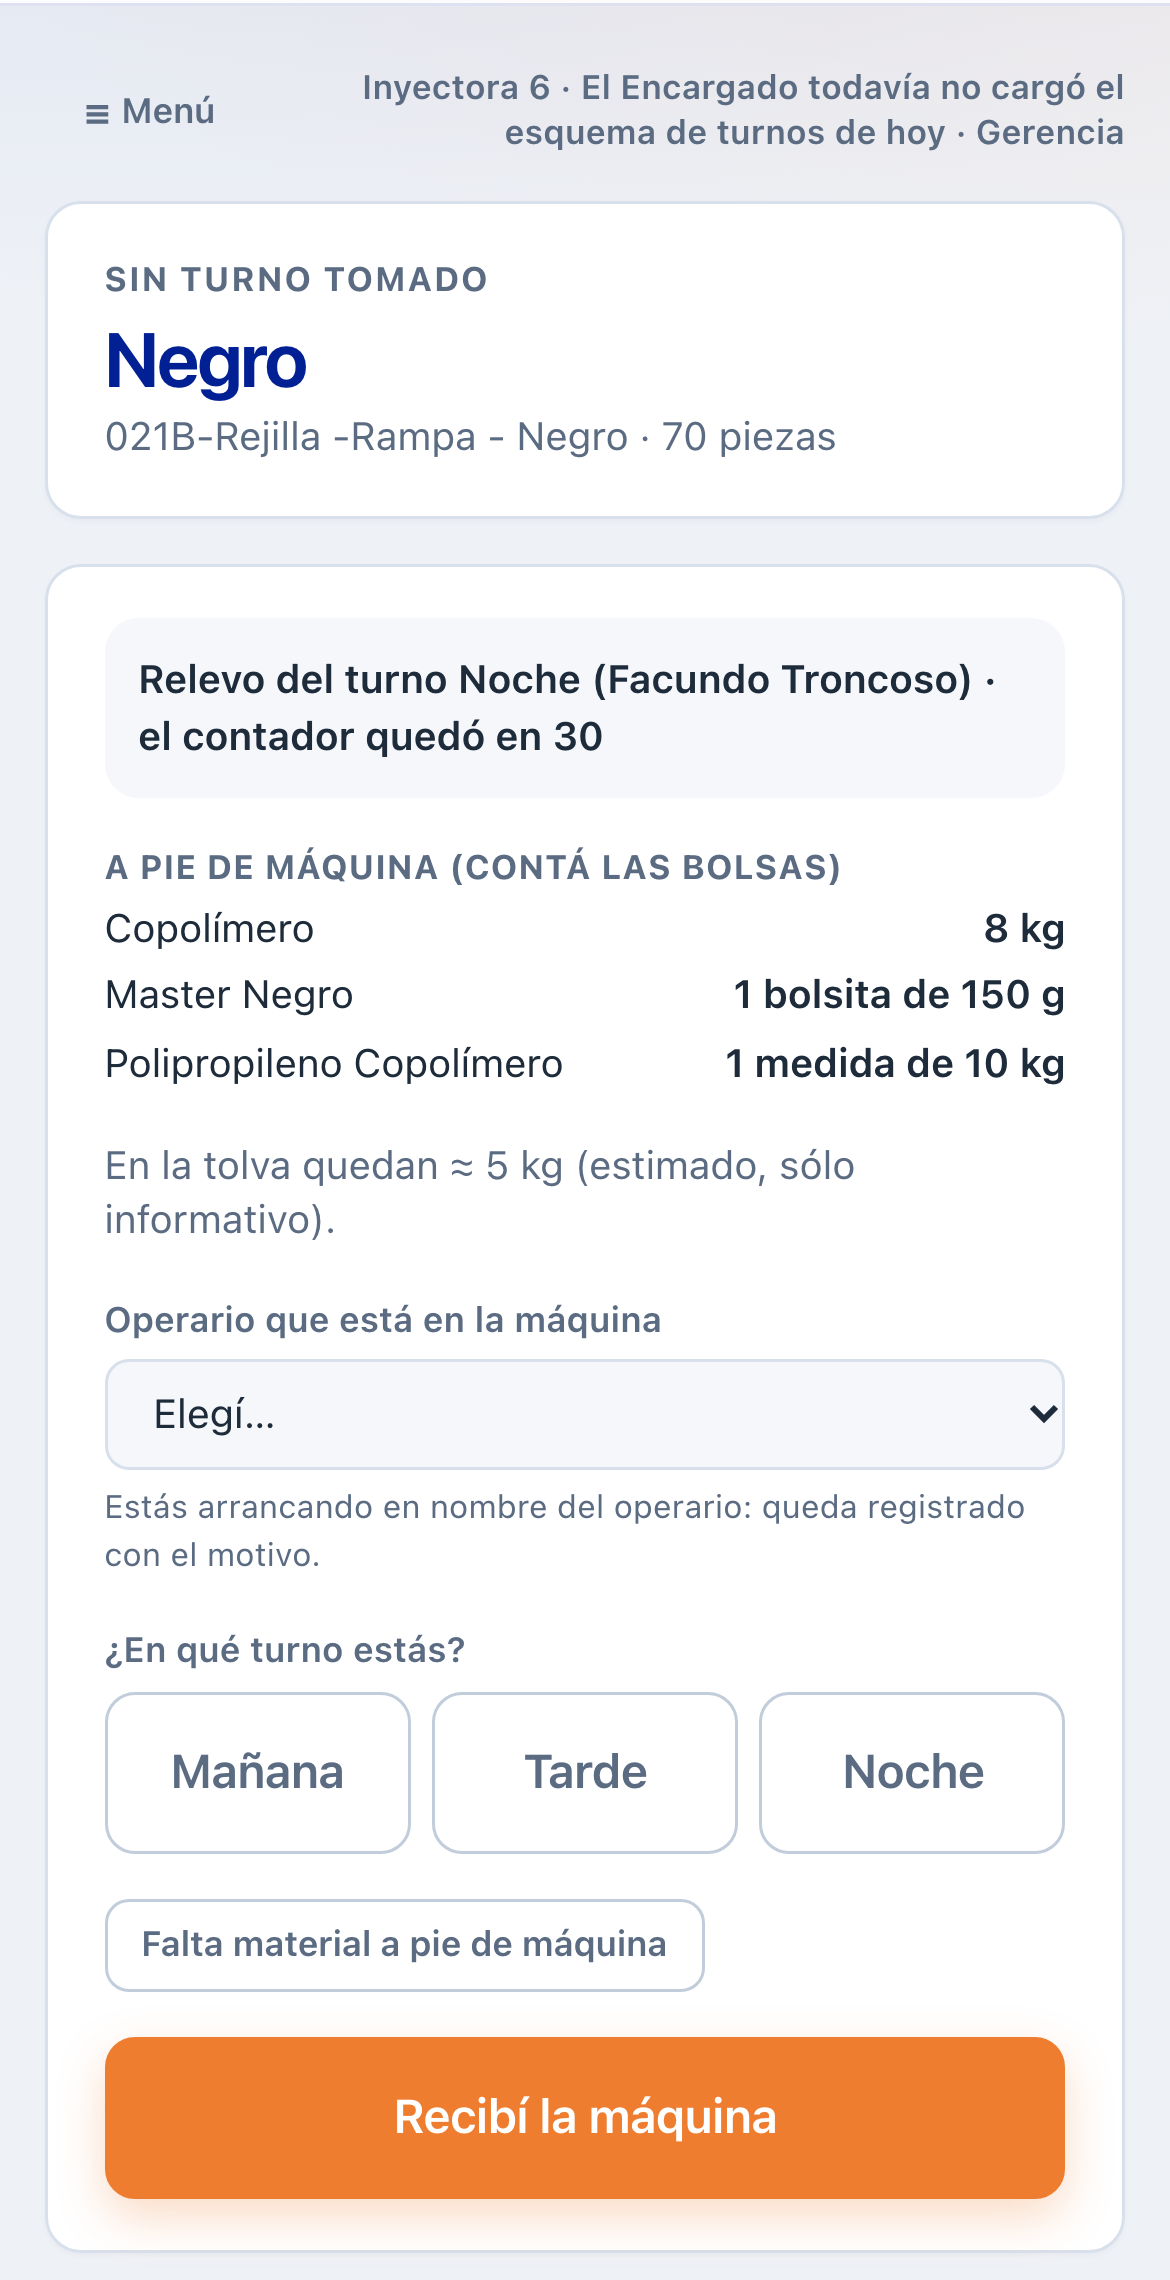 ≡ Menú
Inyectora 6 · El Encargado todavía no cargó el
esquema de turnos de hoy · Gerencia
SIN TURNO TOMADO
Negro
021B-Rejilla -Rampa - Negro · 70 piezas
Relevo del turno Noche (Facundo Troncoso) ·
el contador quedó en 30
A PIE DE MÁQUINA (CONTÁ LAS BOLSAS)
Copolímero 8 kg
Master Negro 1 bolsita de 150 g
Polipropileno Copolímero 1 medida de 10 kg
En la tolva quedan ≈ 5 kg (estimado, sólo
informativo).
Operario que está en la máquina
Elegí...
Estás arrancando en nombre del operario: queda registrado
con el motivo.
¿En qué turno estás?
Mañana Tarde Noche
Falta material a pie de máquina
Recibí la máquina